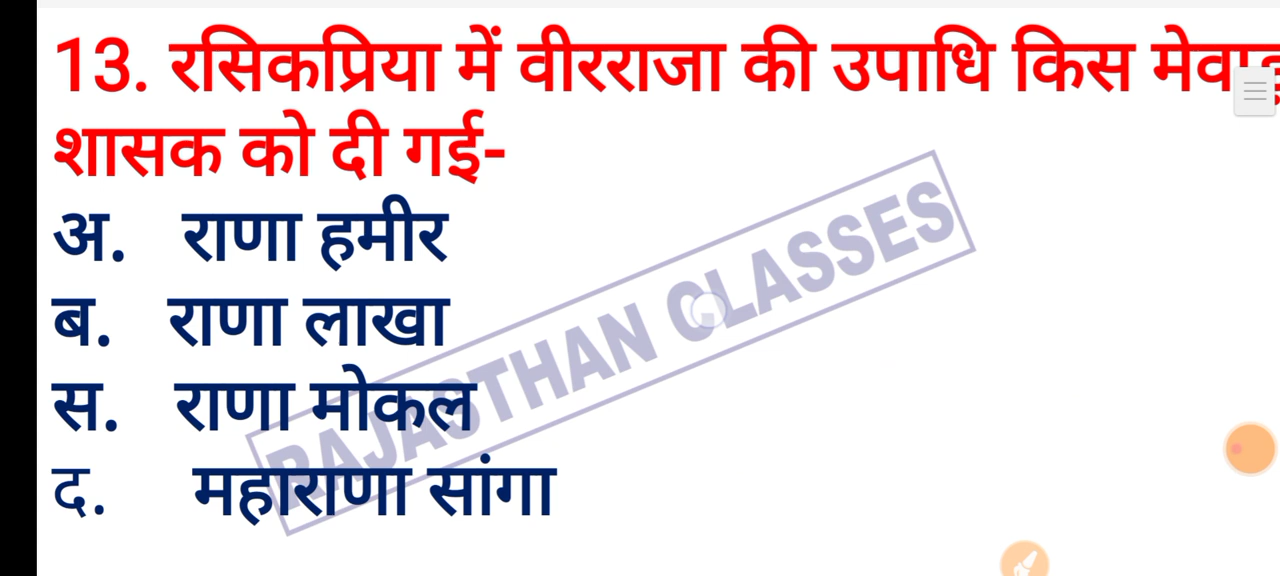 13. रसिकप्रिया में वीरराजा की उपाधि किस
शासक को दी गई-
अ. राणा हमीर
ब. राणा लाखा
स. राणा मोकल
द. महाराणा सांगा
RAJASTHAN CLASSES